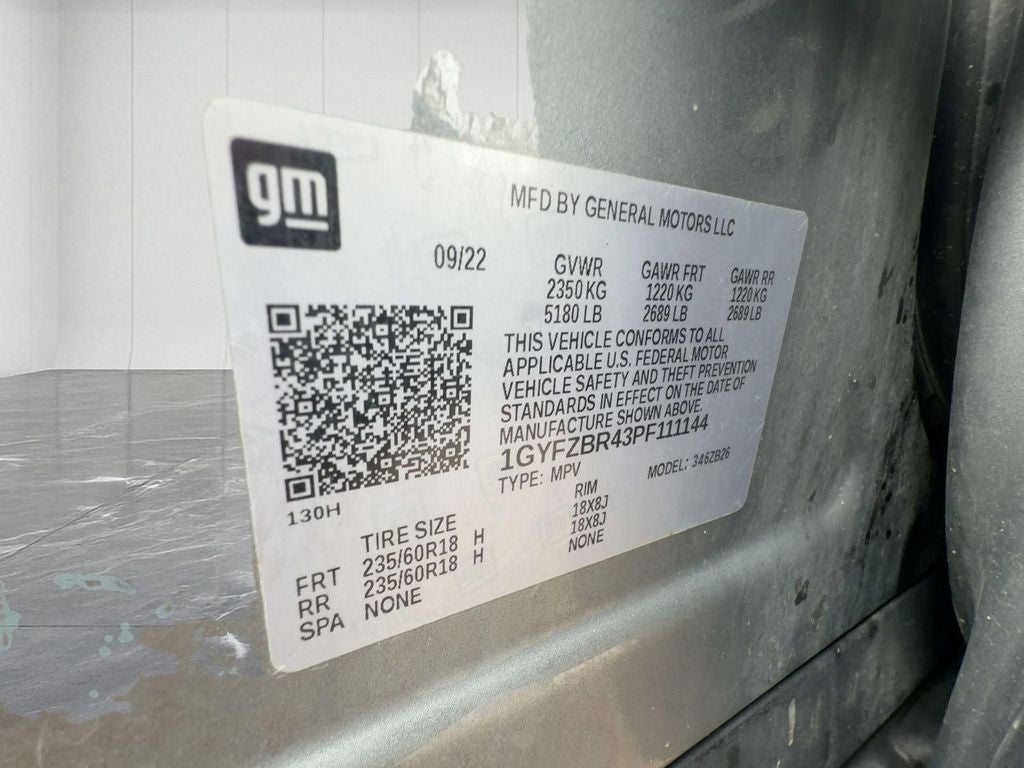 gm
MFD BY GENERAL MOTORS LLC
09/22
GVWR GAWR FRT GAWR RR
2350 KG 1220 KG 1220 KG
5180 LB 2689 LB 2689 LB
THIS VEHICLE CONFORMS TO ALL
APPLICABLE U.S. FEDERAL MOTOR
VEHICLE SAFETY AND THEFT PREVENTION
STANDARDS IN EFFECT ON THE DATE OF
MANUFACTURE SHOWN ABOVE.
1GYFZBR43PF111144
TYPE: MPV MODEL: 346ZB26
130H
TIRE SIZE RIM
FRT 235/60R18 H 18X8J
RR 235/60R18 H 18X8J
SPA NONE NONE